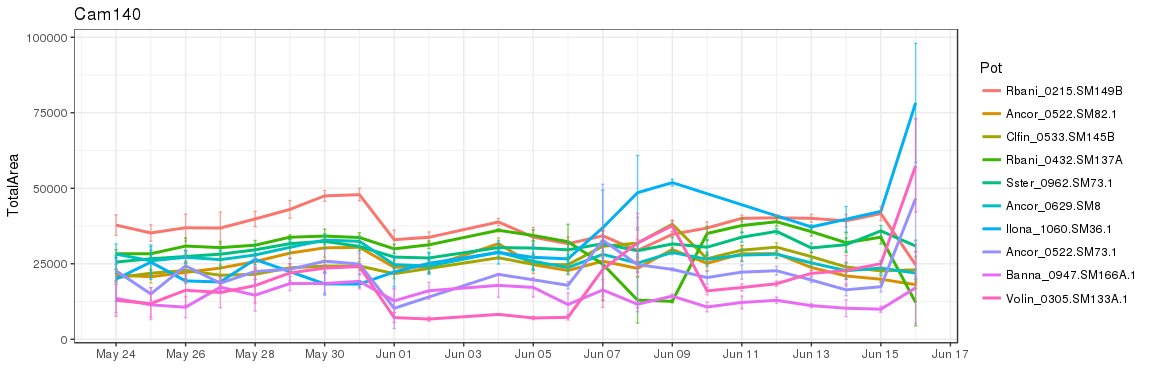 Cam140
TotalArea
100000
75000
50000
25000
0
May 24 May 26 May 28 May 30 Jun 01 Jun 03 Jun 05 Jun 07 Jun 09 Jun 11 Jun 13 Jun 15 Jun 17
Pot
Rbani_0215.SM149B
Ancor_0522.SM82.1
Clfin_0533.SM145B
Rbani_0432.SM137A
Sster_0962.SM73.1
Ancor_0629.SM8
Ilona_1060.SM36.1
Ancor_0522.SM73.1
Banna_0947.SM166A.1
Volin_0305.SM133A.1